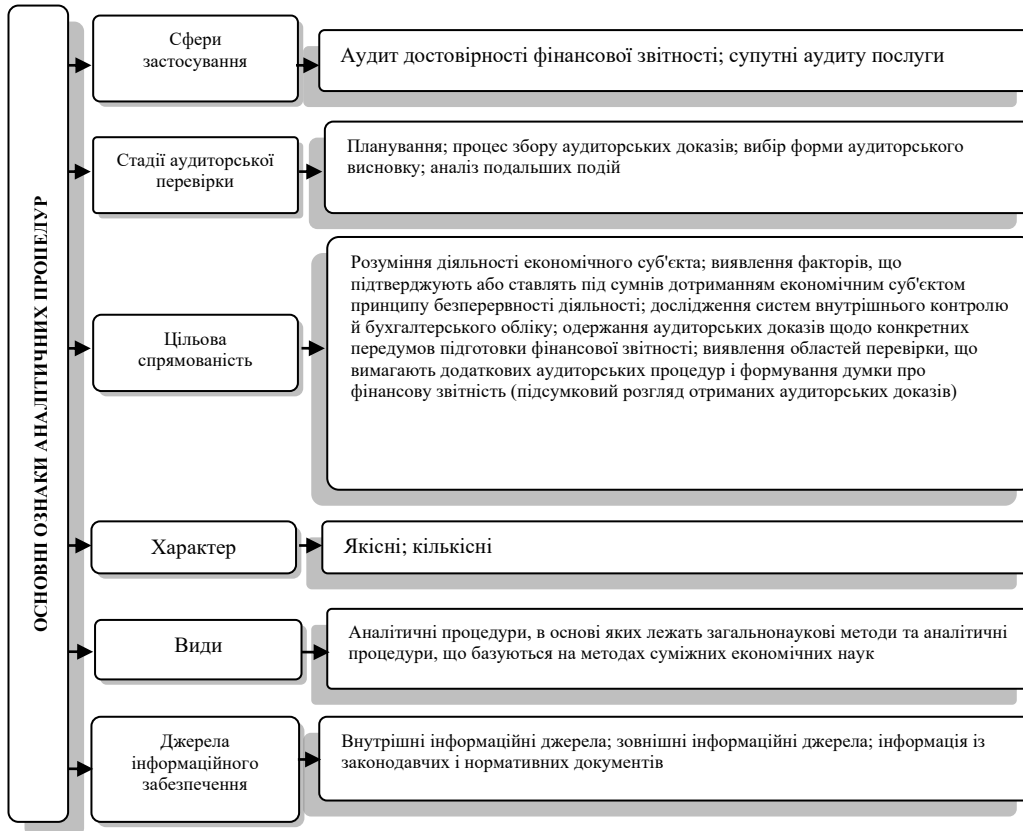 ОСНОВНІ ОЗНАКИ АНАЛІТИЧНИХ ПРОЦЕДУР
Сфери
застосування
Аудит достовірності фінансової звітності; супутні аудиту послуги
Стадії аудиторської
перевірки
Планування; процес збору аудиторських доказів; вибір форми аудиторського
висновку; аналіз подальших подій
Цільова
спрямованість
Розуміння діяльності економічного суб'єкта; виявлення факторів, що
підтверджують або ставлять під сумнів дотриманням економічним суб'єктом
принципу безперервності діяльності; дослідження систем внутрішнього контролю
й бухгалтерського обліку; одержання аудиторських доказів щодо конкретних
передумов підготовки фінансової звітності; виявлення областей перевірки, що
вимагають додаткових аудиторських процедур і формування думки про
фінансову звітність (підсумковий розгляд отриманих аудиторських доказів)
Характер
Якісні; кількісні
Види
Аналітичні процедури, в основі яких лежать загальнонаукові методи та аналітичні
процедури, що базуються на методах суміжних економічних наук
Джерела
інформаційного
забезпечення
Внутрішні інформаційні джерела; зовнішні інформаційні джерела; інформація із
законодавчих і нормативних документів